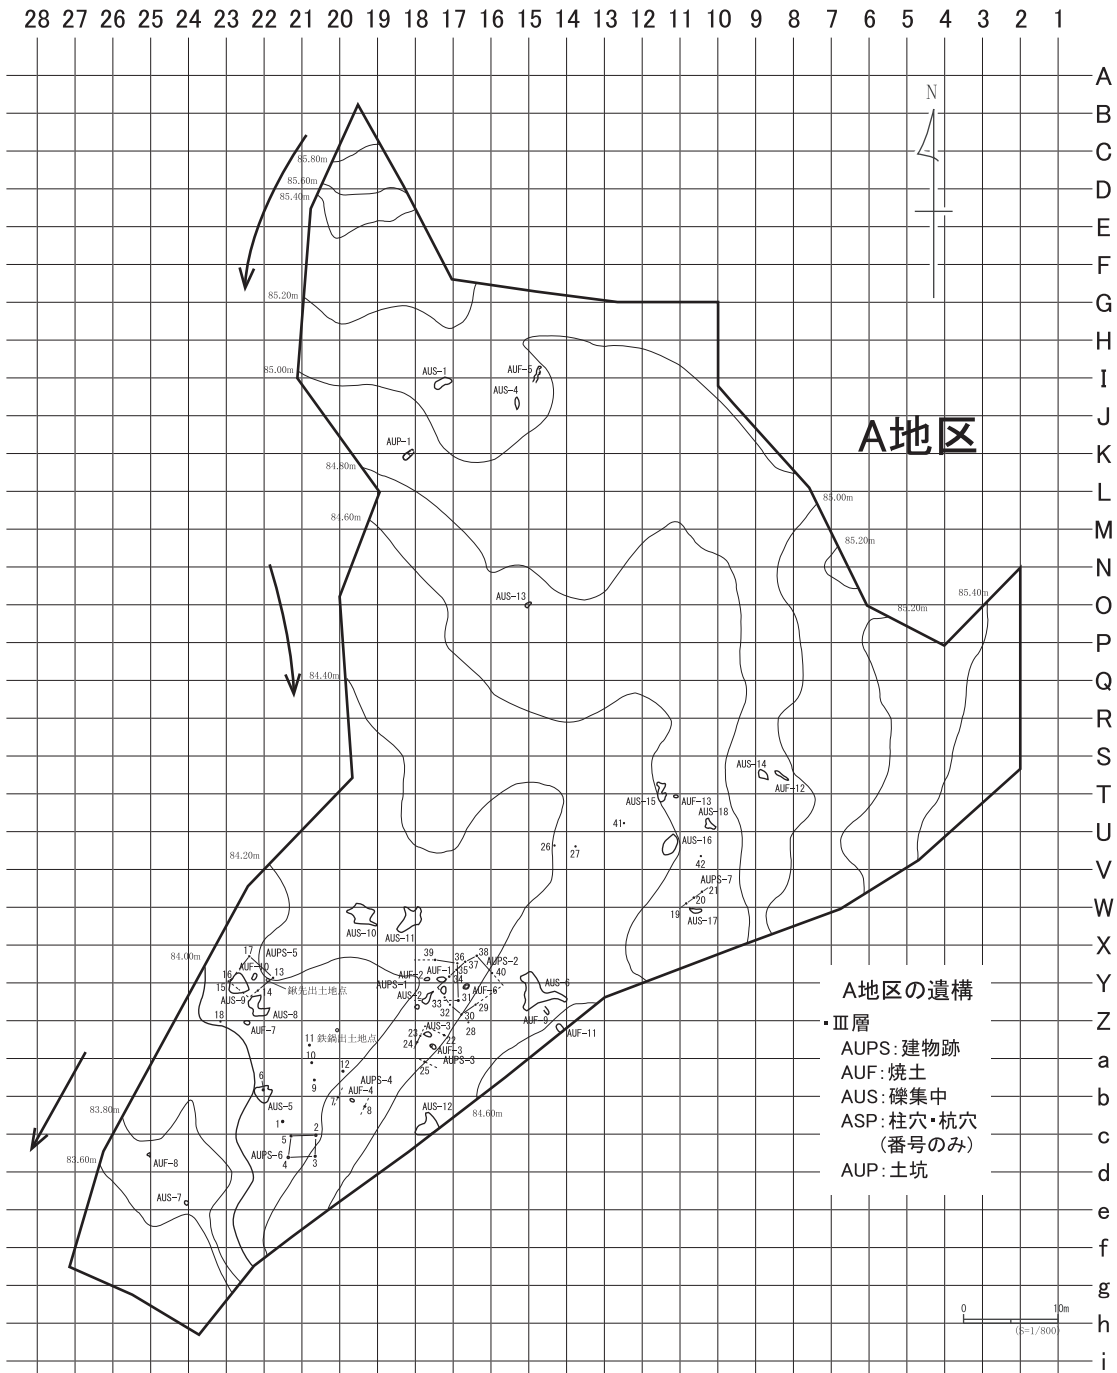 28 27 26 25 24 23 22 21 20 19 18 17 16 15 14 13 12 11 10 9 8 7 6 5 4 3 2 1
A
B
C
D
E
F
G
H
I
J
K
L
M
N
O
P
Q
R
S
T
U
V
W
X
Y
Z
a
b
c
d
e
f
g
h
i
N
A地区
85.80m
85.60m
85.40m
85.20m
85.00m
AUS-1
AUF-5
AUS-4
AUP-1
84.80m
84.60m
85.00m
85.20m
85.20m
85.40m
AUS-13
84.40m
AUS-14
AUF-12
AUS-15
AUF-13
AUS-18
41
AUS-16
26
27
42
84.20m
AUPS-7
21
20
19
AUS-17
AUS-10
AUS-11
84.00m
17
AUPS-5
39
36
38
37
AUPS-2
16
AUF-10
13
AUF-2
AUF-1
35
40
15
14
鍬先出土地点
AUPS-1
34
AUS-6
AUS-9
AUS-2
AUF-6
33
31
29
AUS-8
32
30
AUF-9
18
AUF-7
28
AUF-11
11
鉄鍋出土地点
23
AUS-3
22
24
AUF-3
10
25
AUPS-3
12
6
9
AUPS-4
AUF-4
7
8
84.60m
83.80m
AUS-5
1
AUS-12
2
5
83.60m
AUF-8
AUPS-6
4
3
AUS-7
A地区の遺構
・Ⅲ層
AUPS:建物跡
AUF:焼土
AUS:礫集中
ASP:柱穴・杭穴
(番号のみ)
AUP:土坑
0 10m
(S=1/800)